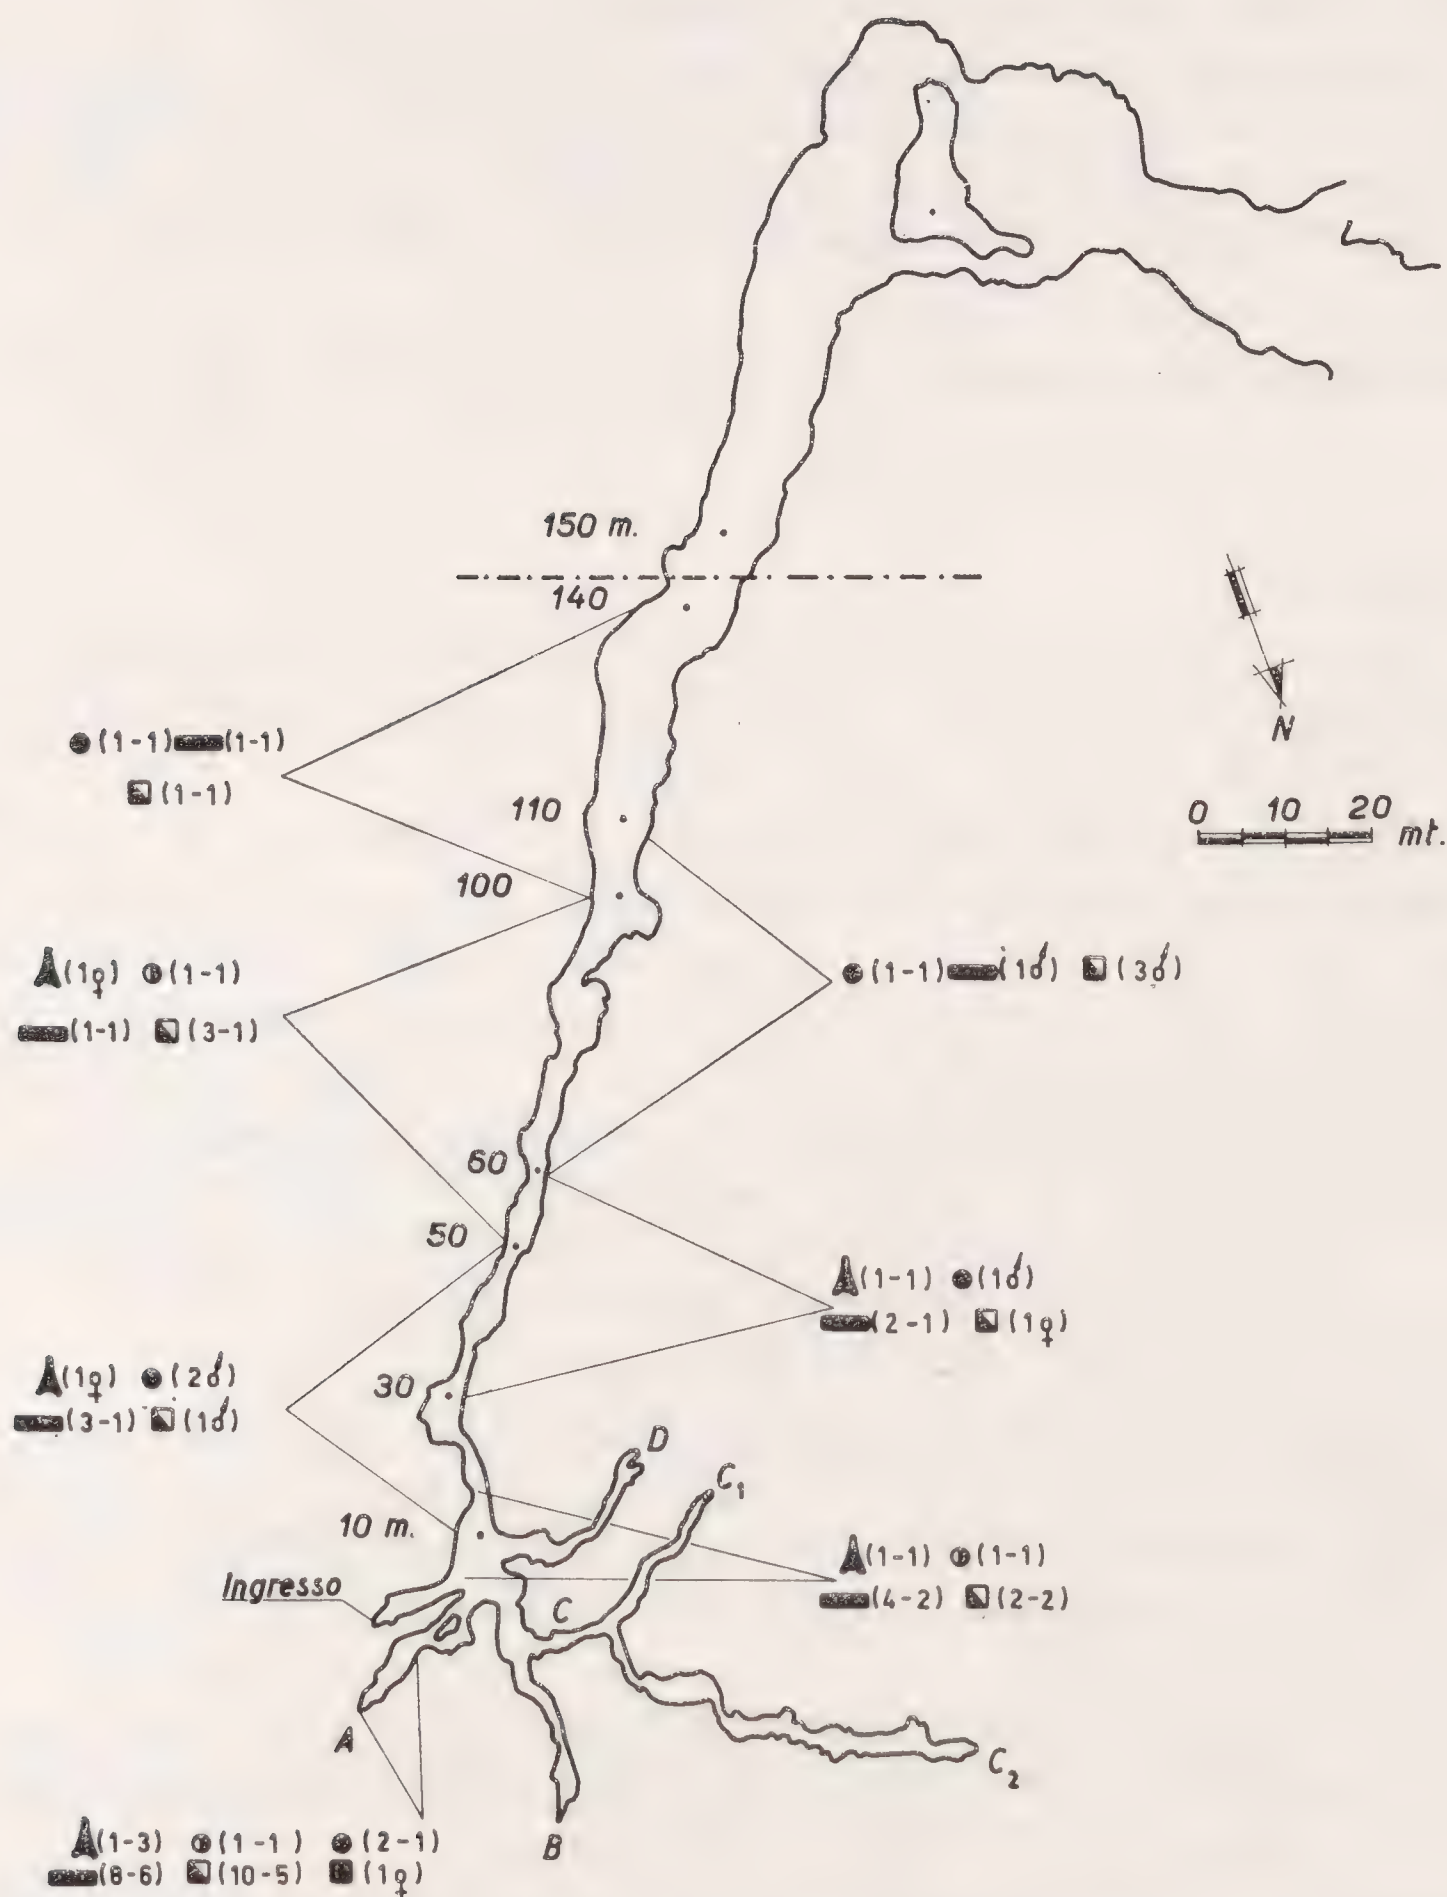 150 m.
140
(1-1) (1-1)
(1-1)
N
110
0 10 20 mt.
100
(1♀) (1-1)
(1-1) (3-1)
(1-1) (1♂) (3♂)
60
50
(1-1) (1♂)
(2-1) (1♀)
(1♀) (2♂)
(3-1) (1♂)
30
D
C1
10 m.
(1-1) (1-1)
(4-2) (2-2)
Ingresso
C
A
C2
B
(1-3) (1-1) (2-1)
(8-6) (10-5) (1♀)